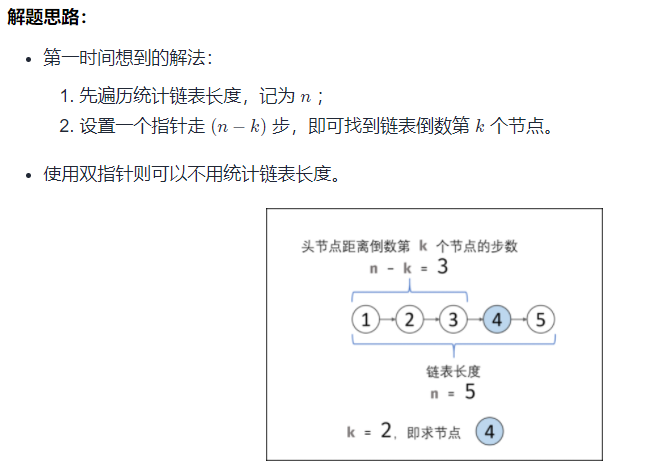 解题思路：
第一时间想到的解法：
1. 先遍历统计链表长度，记为 n ；
2. 设置一个指针走 (n − k) 步，即可找到链表倒数第 k 个节点。
使用双指针则可以不用统计链表长度。
头节点距离倒数第 k 个节点的步数
n - k = 3
1 2 3 4 5
链表长度
n = 5
k = 2，即求节点 4